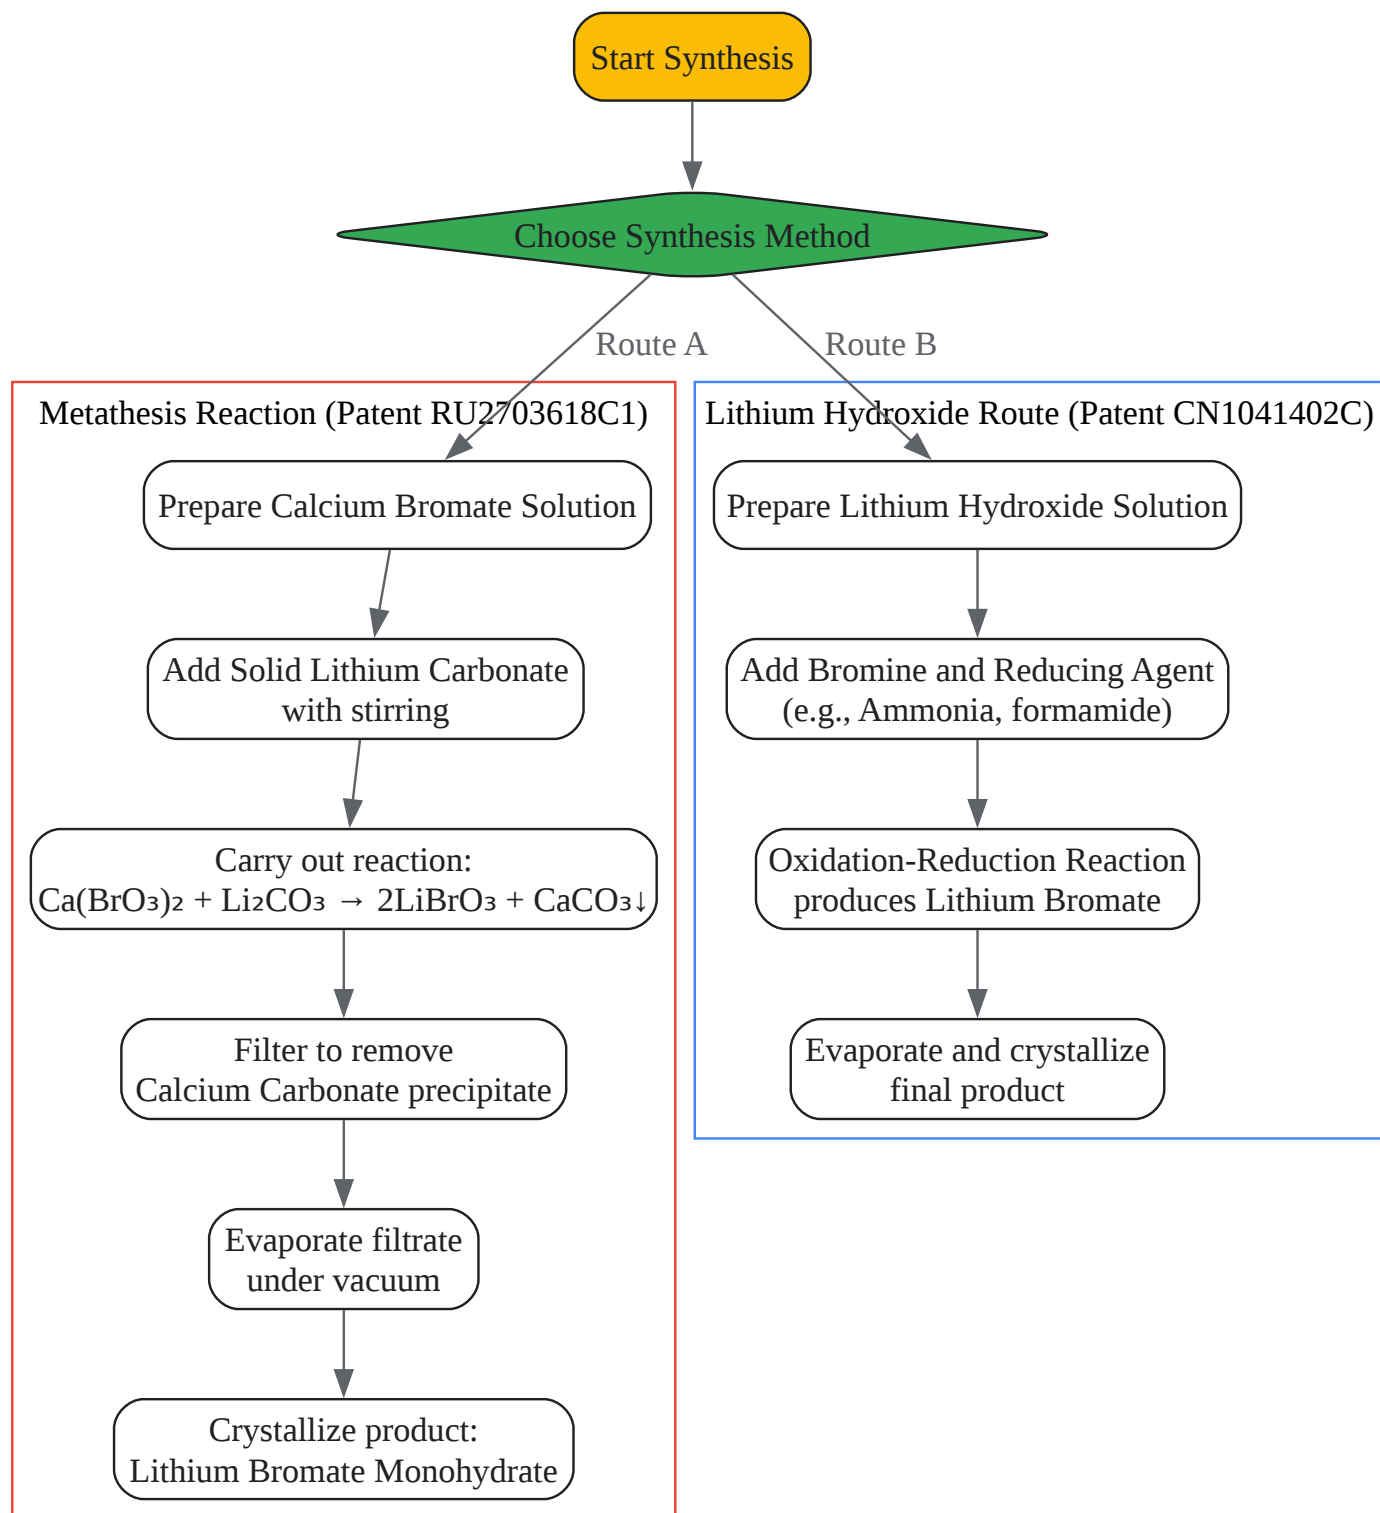 Start Synthesis
Choose Synthesis Method
Route A
Route B
Metathesis Reaction (Patent RU2703618C1)
Prepare Calcium Bromate Solution
Add Solid Lithium Carbonate
with stirring
Carry out reaction:
Ca(BrO₃)₂ + Li₂CO₃ → 2LiBrO₃ + CaCO₃↓
Filter to remove
Calcium Carbonate precipitate
Evaporate filtrate
under vacuum
Crystallize product:
Lithium Bromate Monohydrate
Lithium Hydroxide Route (Patent CN1041402C)
Prepare Lithium Hydroxide Solution
Add Bromine and Reducing Agent
(e.g., Ammonia, formamide)
Oxidation-Reduction Reaction
produces Lithium Bromate
Evaporate and crystallize
final product